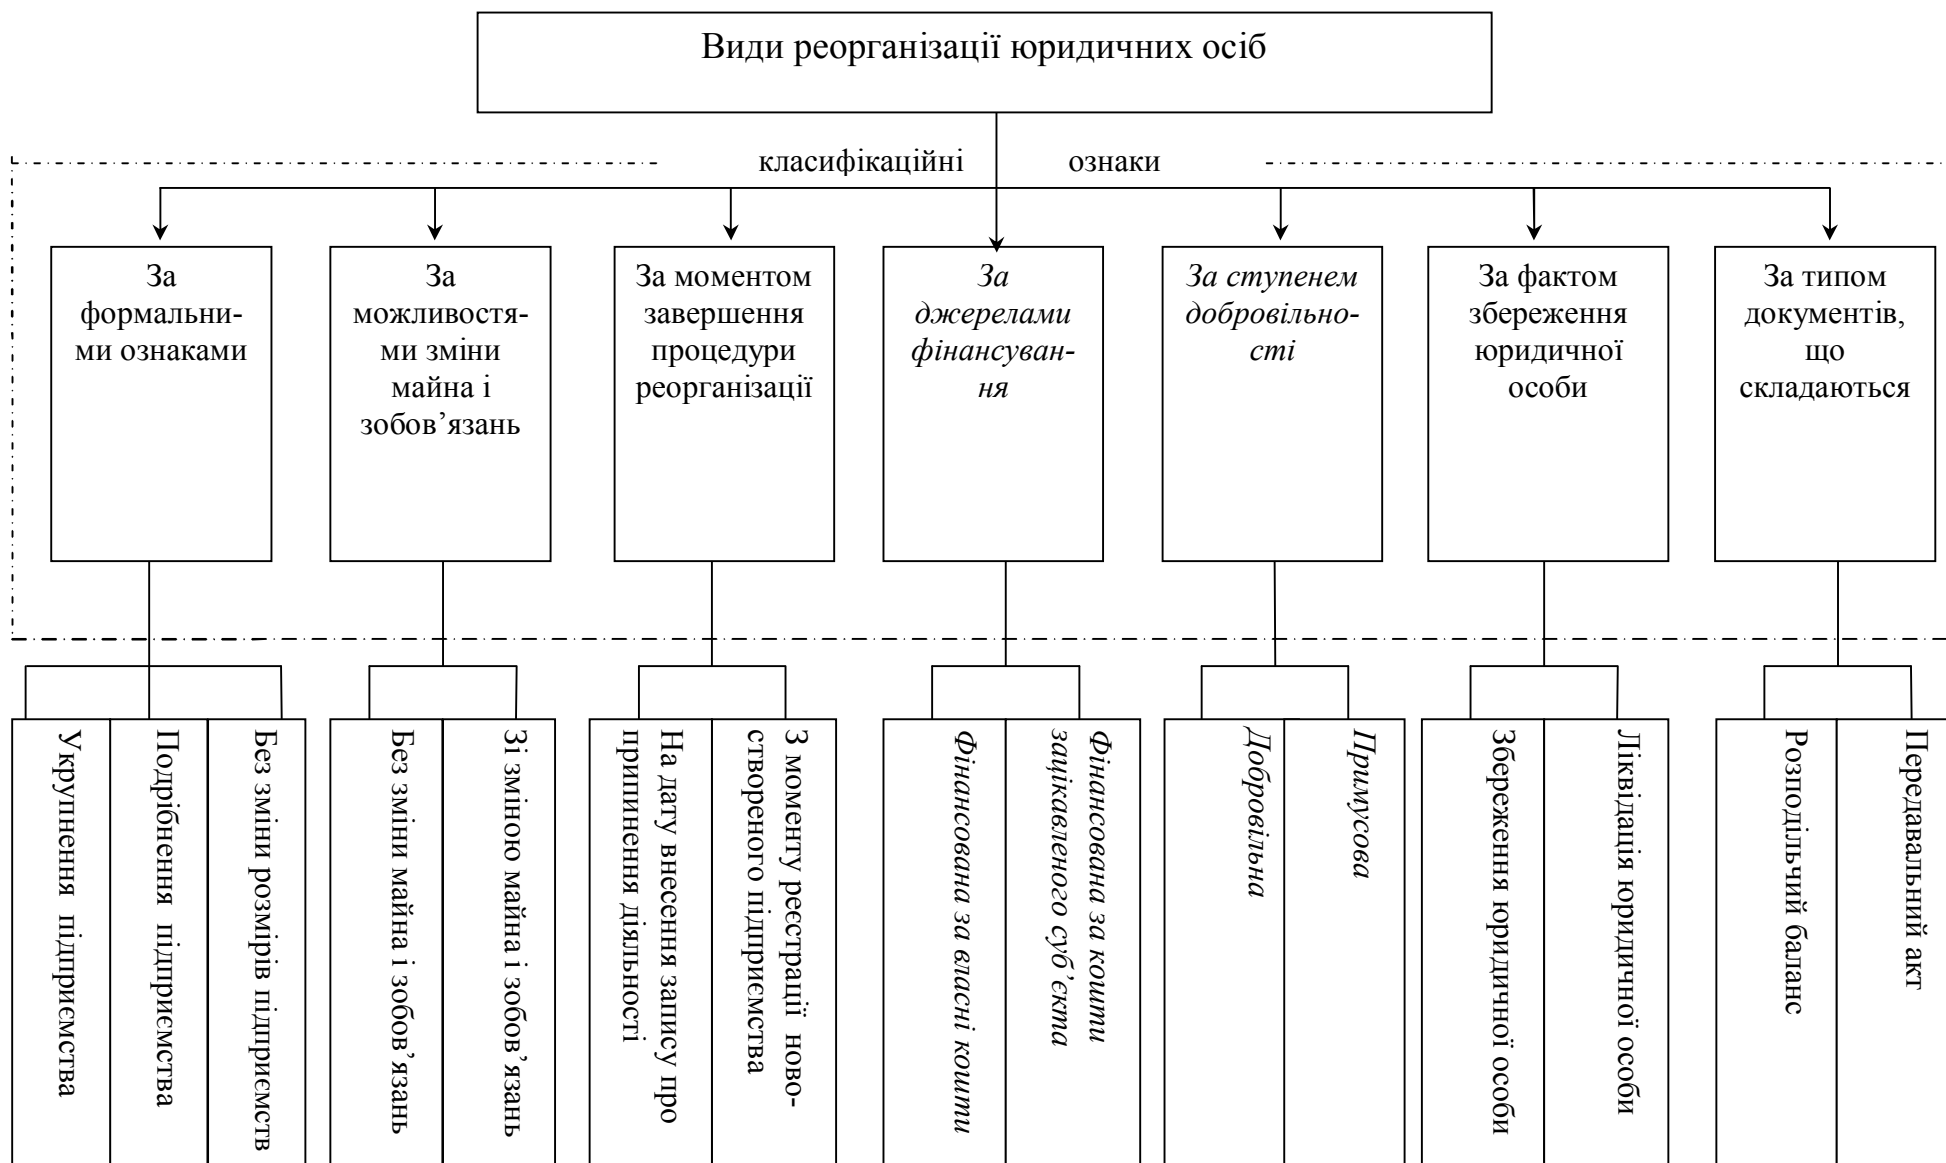 Види реорганізації юридичних осіб
класифікаційні ознаки
За
формальни-
ми ознаками
За
можливостя-
ми зміни
майна і
зобов’язань
За моментом
завершення
процедури
реорганізації
За
джерелами
фінансуван-
ня
За ступенем
добровільно-
сті
За фактом
збереження
юридичної
особи
За типом
документів,
що
складаються
Укрупнення підприємства
Подрібнення підприємства
Без зміни розмірів підприємств
Без зміни майна і зобов’язань
Зі зміною майна і зобов’язань
На дату внесення запису про
припинення діяльності
З моменту реєстрації ново-
створеного підприємства
Фінансована за власні кошти
Фінансована за кошти
зацікавленого суб’єкта
Добровільна
Примусова
Збереження юридичної особи
Ліквідація юридичної особи
Розподільчий баланс
Передавальний акт